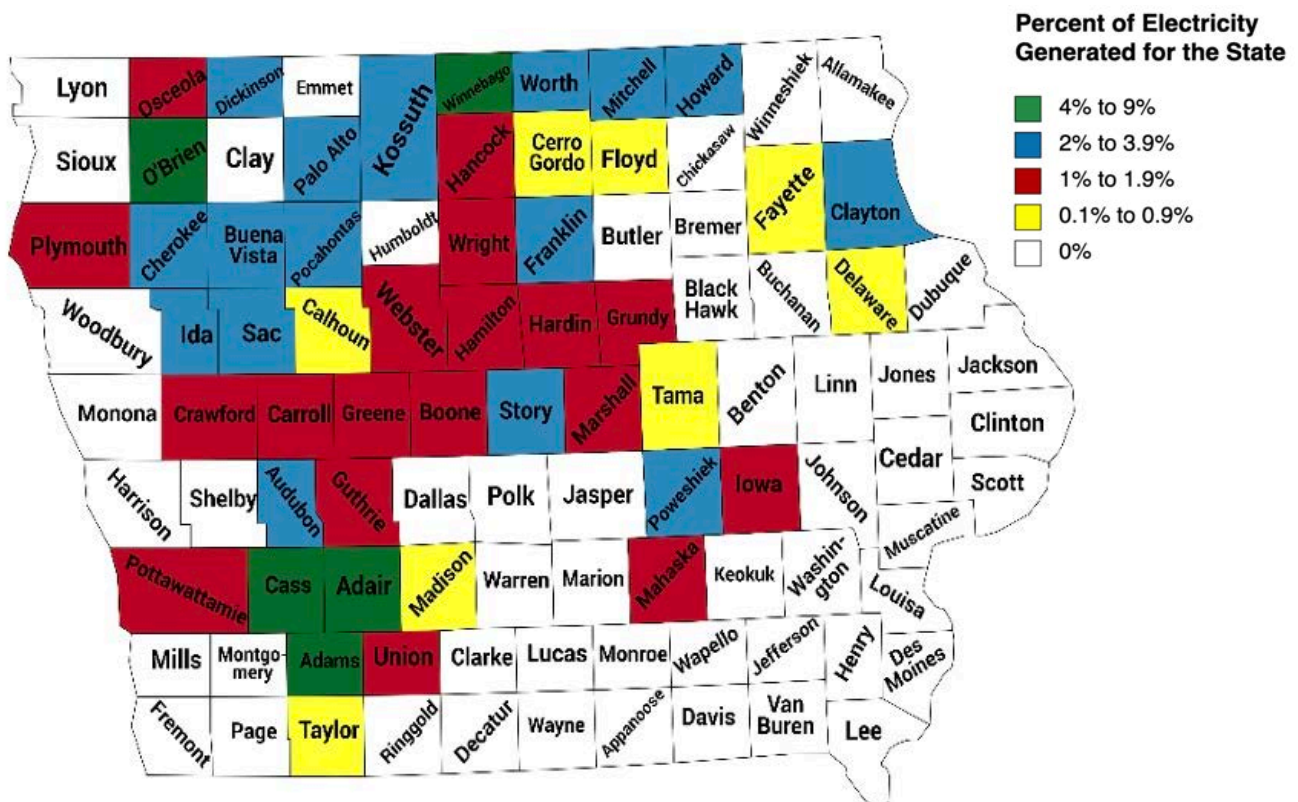 Percent of Electricity
Generated for the State
4% to 9%
2% to 3.9%
1% to 1.9%
0.1% to 0.9%
0%
Lyon
Osceola
Dickinson
Emmet
Kossuth
Winnebago
Worth
Mitchell
Howard
Winneshiek
Allamakee
Sioux
O'Brien
Clay
Palo Alto
Hancock
Cerro
Gordo
Floyd
Chickasaw
Fayette
Clayton
Plymouth
Cherokee
Buena
Vista
Pocahontas
Humboldt
Wright
Franklin
Butler
Bremer
Woodbury
Ida
Sac
Calhoun
Webster
Hamilton
Hardin
Grundy
Black
Hawk
Buchanan
Delaware
Dubuque
Monona
Crawford
Carroll
Greene
Boone
Story
Marshall
Tama
Benton
Linn
Jones
Jackson
Clinton
Harrison
Shelby
Audubon
Guthrie
Dallas
Polk
Jasper
Poweshiek
Iowa
Johnson
Cedar
Scott
Muscatine
Pottawattamie
Cass
Adair
Madison
Warren
Marion
Mahaska
Keokuk
Washin-
gton
Louisa
Mills
Montgo-
mery
Adams
Union
Clarke
Lucas
Monroe
Wapello
Jefferson
Henry
Des
Moines
Fremont
Page
Taylor
Ringgold
Decatur
Wayne
Appanoose
Davis
Van
Buren
Lee